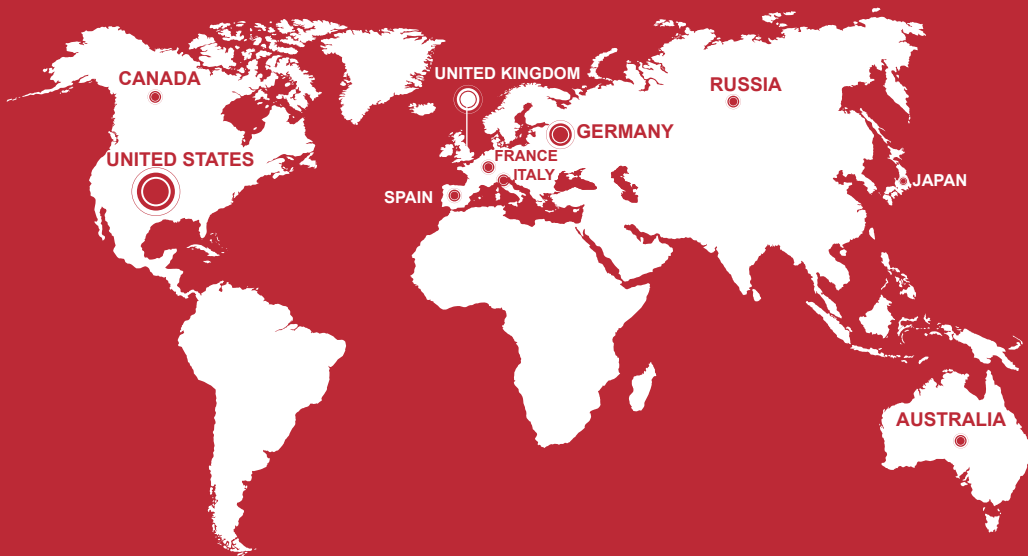 CANADA
UNITED KINGDOM
RUSSIA
GERMANY
UNITED STATES
FRANCE
ITALY
SPAIN
JAPAN
AUSTRALIA